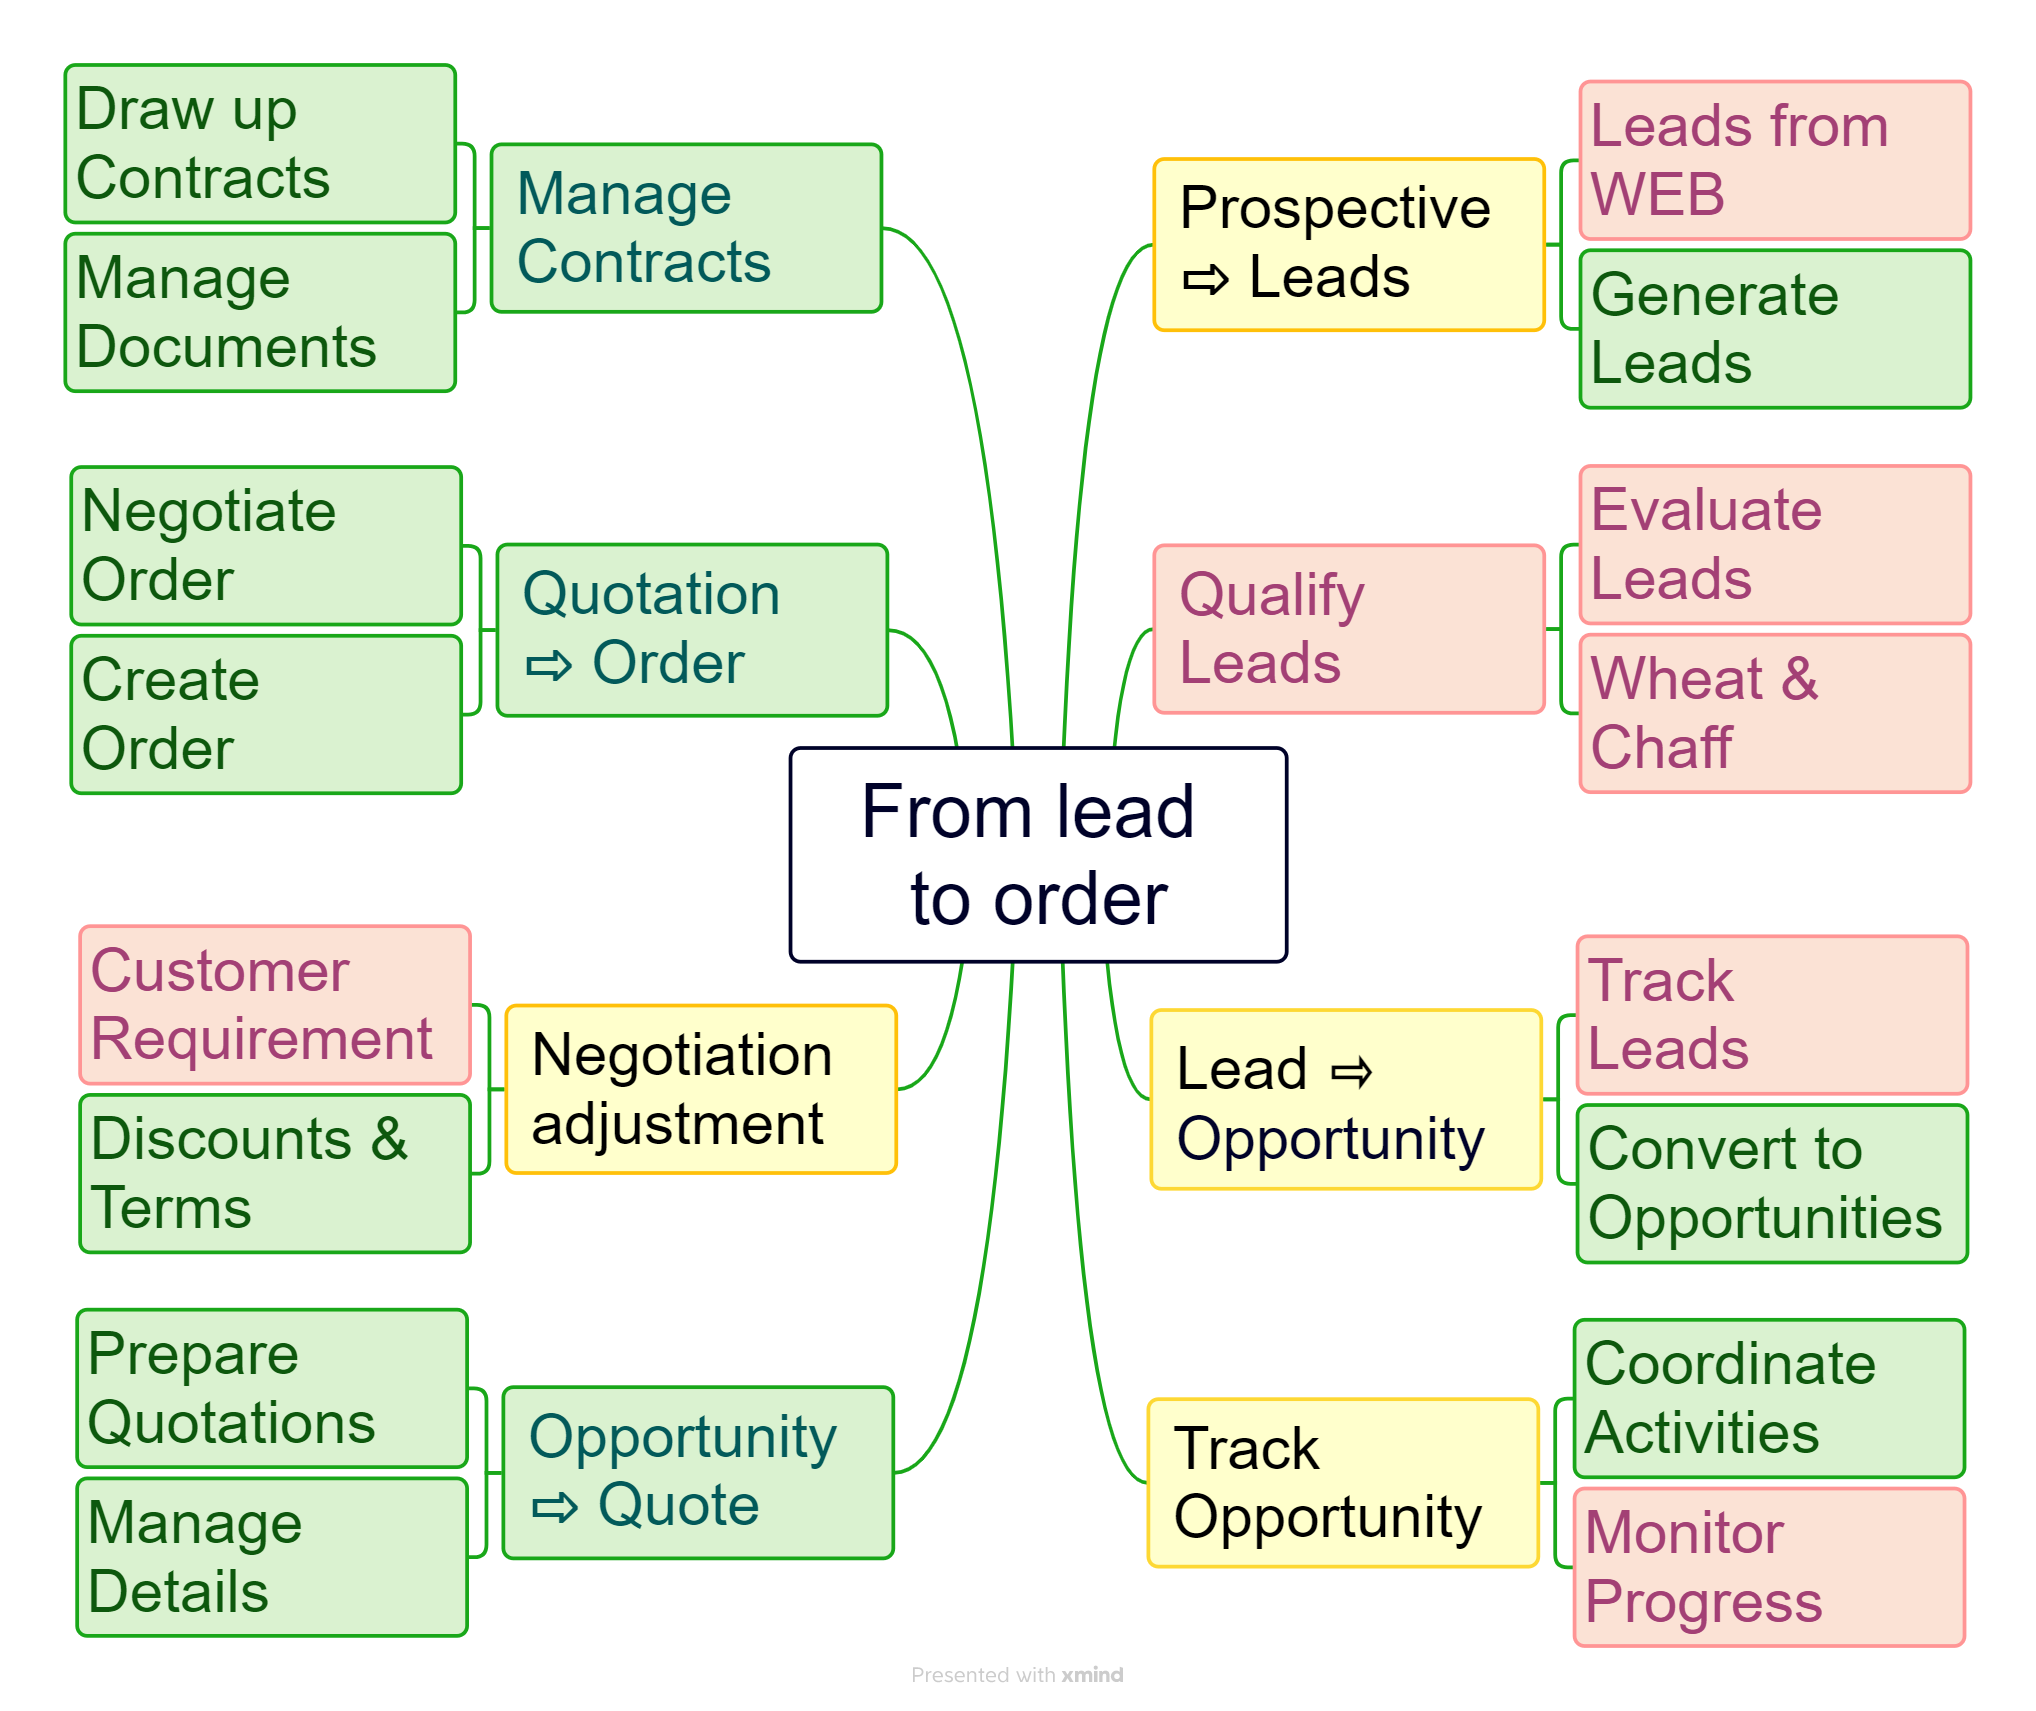 From lead
to order
Prospective
⇨ Leads
Leads from
WEB
Generate
Leads
Qualify
Leads
Evaluate
Leads
Wheat &
Chaff
Lead ⇨
Opportunity
Track
Leads
Convert to
Opportunities
Track
Opportunity
Coordinate
Activities
Monitor
Progress
Manage
Contracts
Draw up
Contracts
Manage
Documents
Quotation
⇨ Order
Negotiate
Order
Create
Order
Negotiation
adjustment
Customer
Requirement
Discounts &
Terms
Opportunity
⇨ Quote
Prepare
Quotations
Manage
Details
Presented with xmind